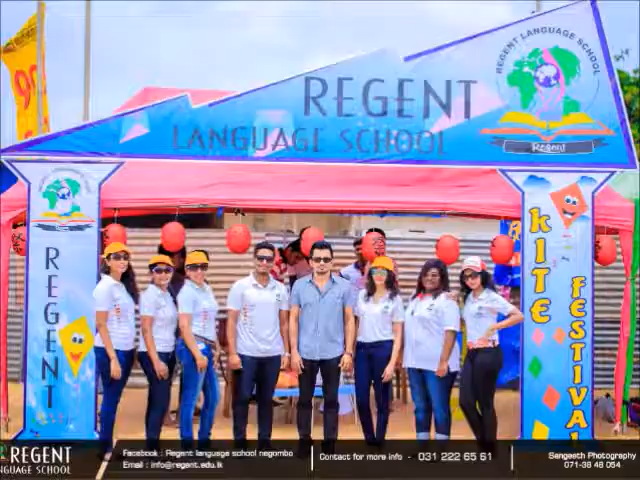 REGENT LANGUAGE SCHOOL
Regent
REGENT
LANGUAGE SCHOOL
REGENT
KITE
FESTIVAL
REGENT
LANGUAGE SCHOOL
Facebook : Regent language school negombo
Email : info@regent.edu.lk
Contact for more info - 031 222 65 61
Sangeeth Photography
071-38 48 054